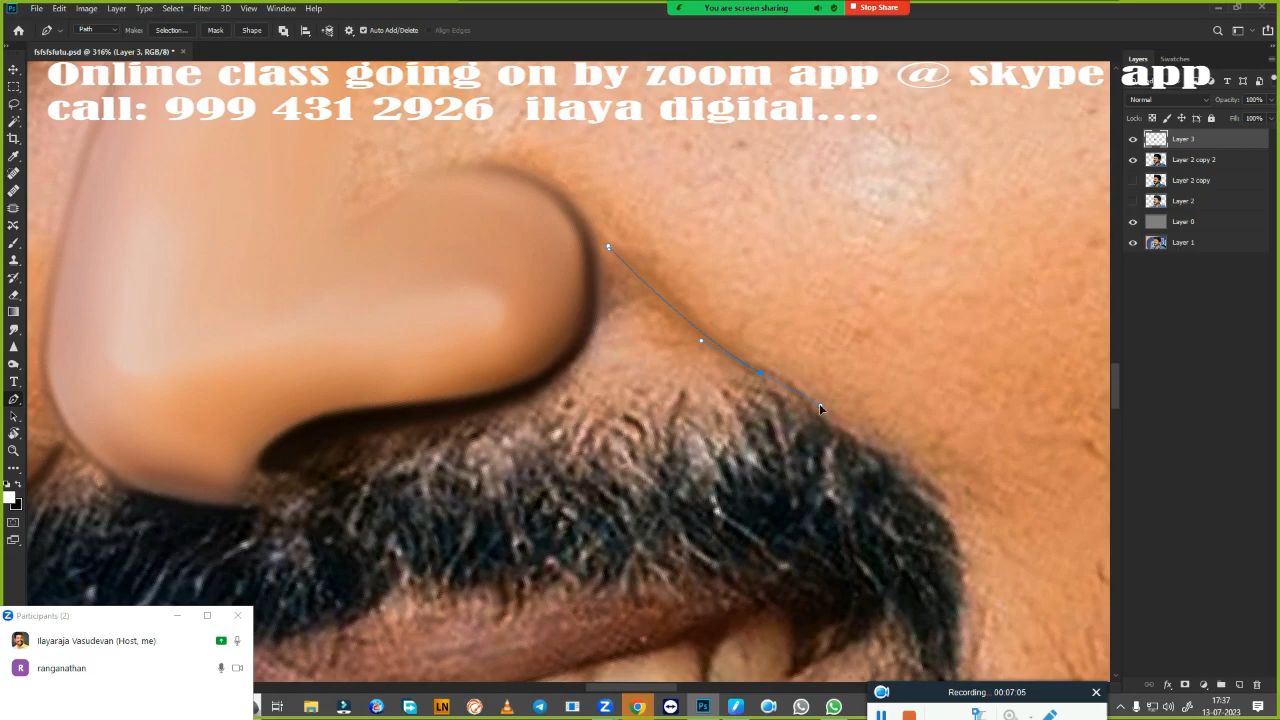 File Edit Image Layer Type Select Filter 3D View Window Help
You are screen sharing
Stop Share
Path
Makes
Selection...
Mask
Shape
Auto Add/Delete
Align Edges
fsfsfsfutu.psd @ 316% (Layer 3, RGB/8) *
Online class going on by zoom app @ skype app
call: 999 431 2926 ilaya digital....
Layers
Swatches
Normal
Opacity: 100%
Lock:
Fill: 100%
Layer 3
Layer 2 copy 2
Layer 2 copy
Layer 2
Layer 0
Layer 1
Participants (2)
Ilayaraja Vasudevan (Host, me)
R
ranganathan
LN
Ps
Recording... 00:07:05
17:37
13-07-2023